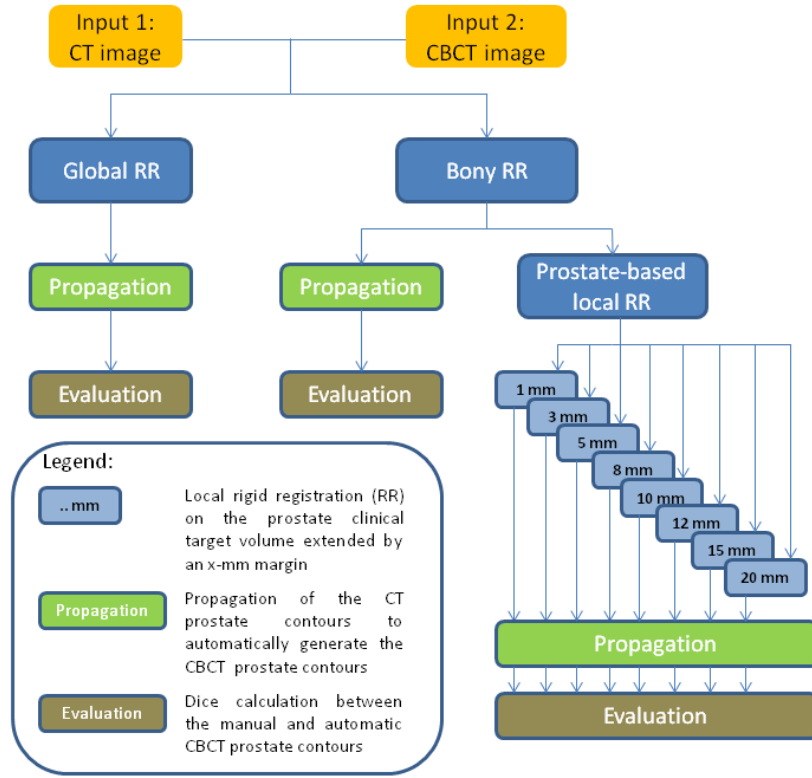 Input 1:
CT image
Input 2:
CBCT image
Global RR
Bony RR
Propagation
Propagation
Prostate-based
local RR
Evaluation
Evaluation
1 mm
3 mm
5 mm
8 mm
10 mm
12 mm
15 mm
20 mm
Propagation
Evaluation
Legend:
.. mm
Local rigid registration (RR)
on the prostate clinical
target volume extended by
an x-mm margin
Propagation
Propagation of the CT
prostate contours to
automatically generate the
CBCT prostate contours
Evaluation
Dice calculation between
the manual and automatic
CBCT prostate contours